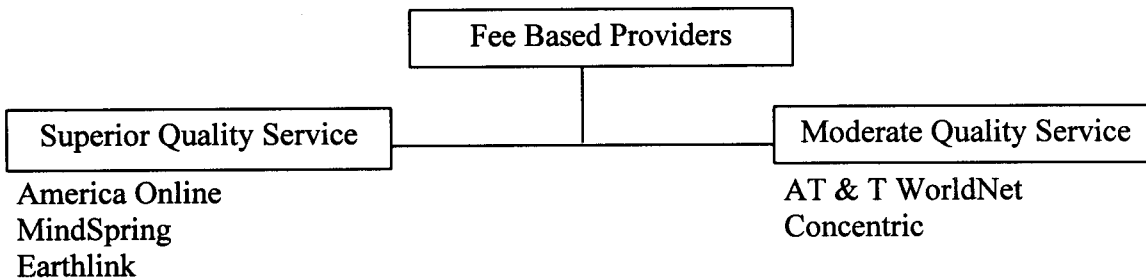 Fee Based Providers
Superior Quality Service
America Online
MindSpring
Earthlink
Moderate Quality Service
AT & T WorldNet
Concentric